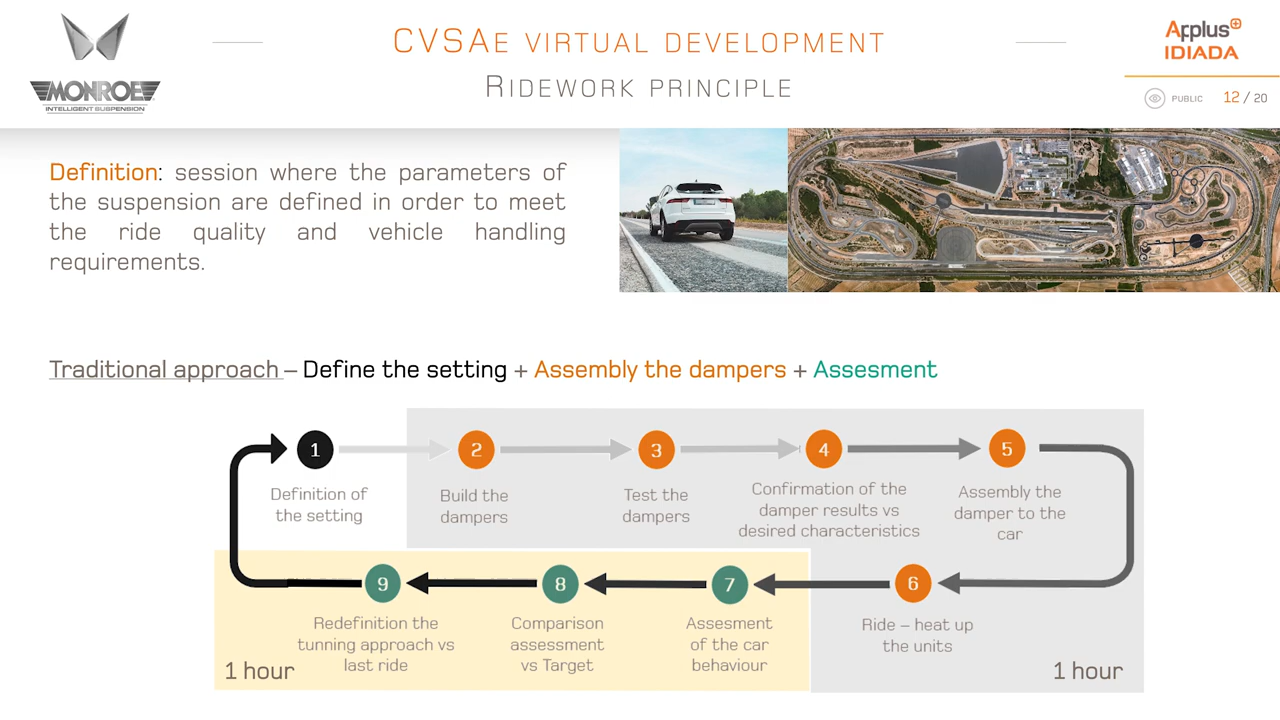 CVSAE VIRTUAL DEVELOPMENT
RIDEWORK PRINCIPLE
MONROE
INTELLIGENT SUSPENSION
Applus+
IDIADA
PUBLIC 12 / 20
Definition: session where the parameters of
the suspension are defined in order to meet
the ride quality and vehicle handling
requirements.
Traditional approach – Define the setting + Assembly the dampers + Assesment
1
2
3
4
5
Definition of
the setting
Build the
dampers
Test the
dampers
Confirmation of the
damper results vs
desired characteristics
Assembly the
damper to the
car
6
7
8
9
Ride – heat up
the units
Assesment
of the car
behaviour
Comparison
assessment
vs Target
Redefinition the
tunning approach vs
last ride
1 hour
1 hour